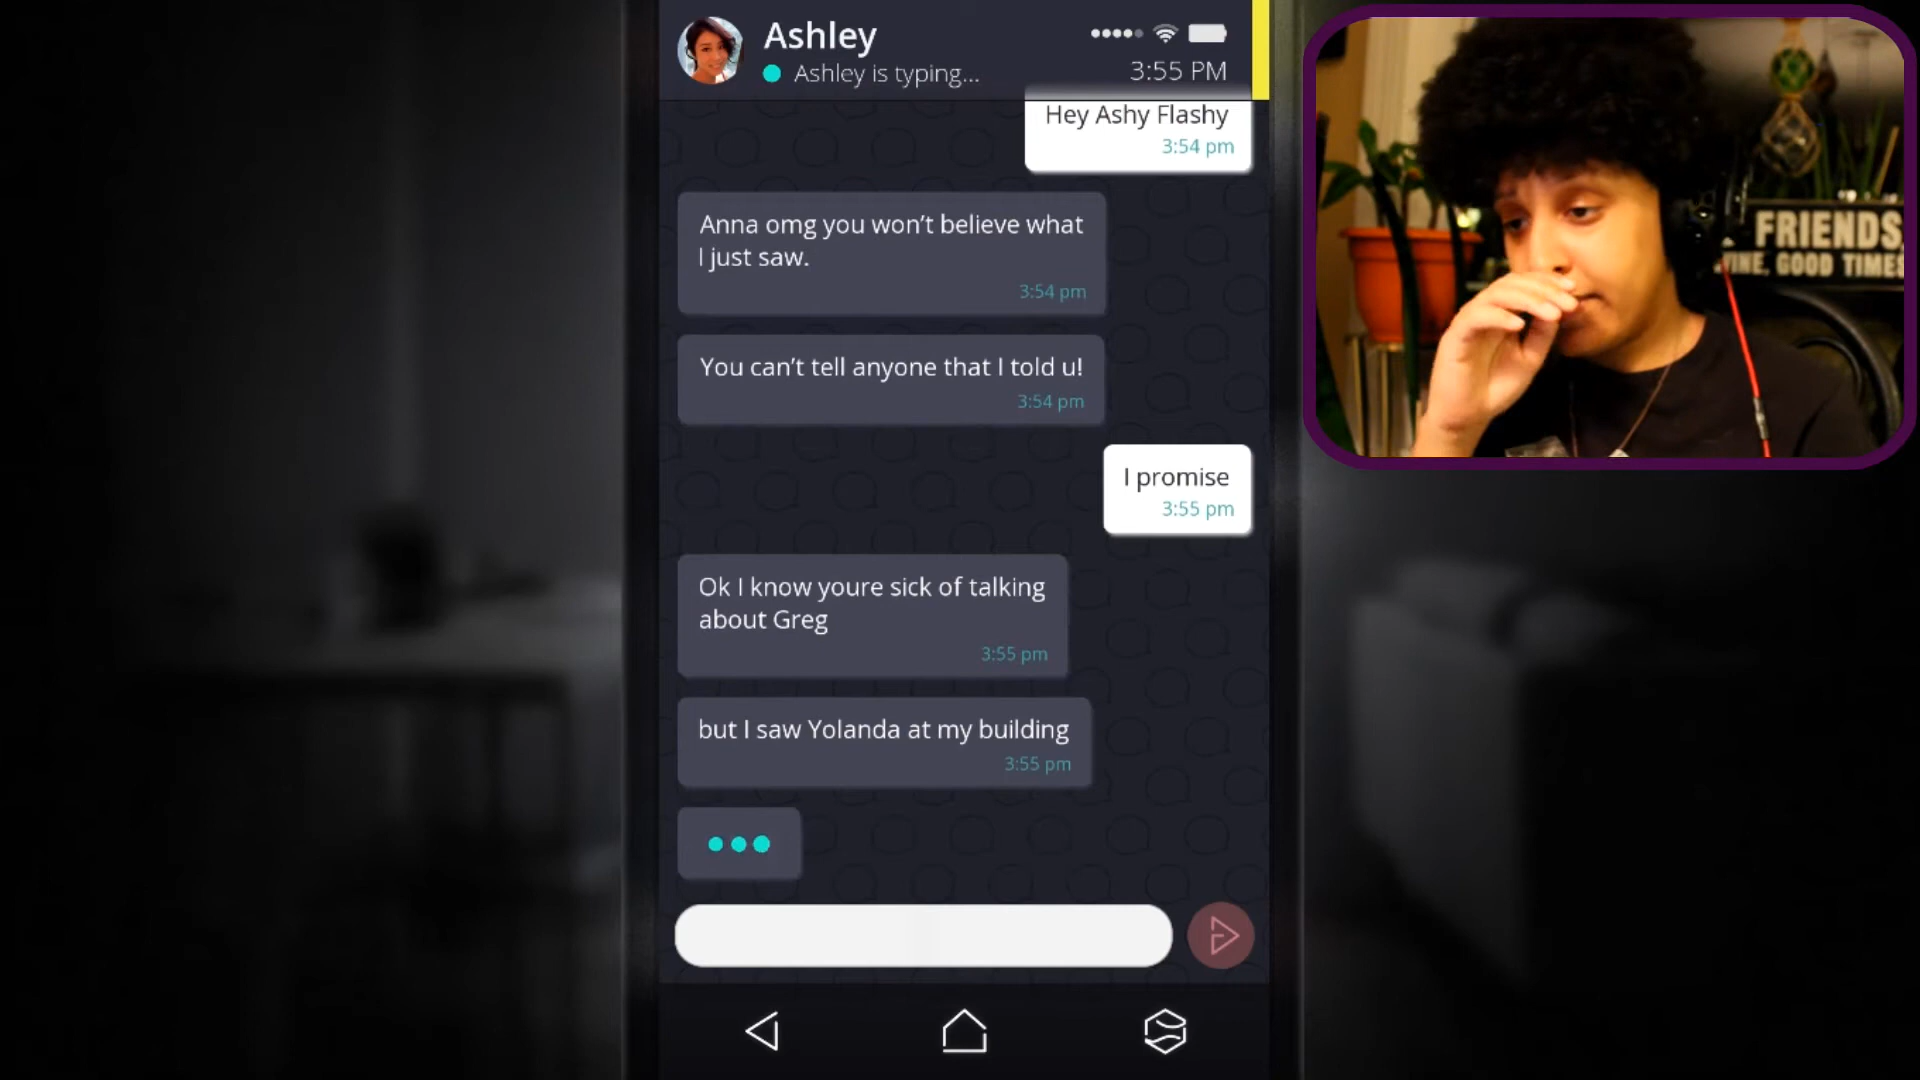 Ashley
Ashley is typing...
3:55 PM
Hey Ashy Flashy
3:54 pm
Anna omg you won't believe what
I just saw.
3:54 pm
You can't tell anyone that I told u!
3:54 pm
I promise
3:55 pm
Ok I know youre sick of talking
about Greg
3:55 pm
but I saw Yolanda at my building
3:55 pm
FRIENDS,
GOOD TIMES